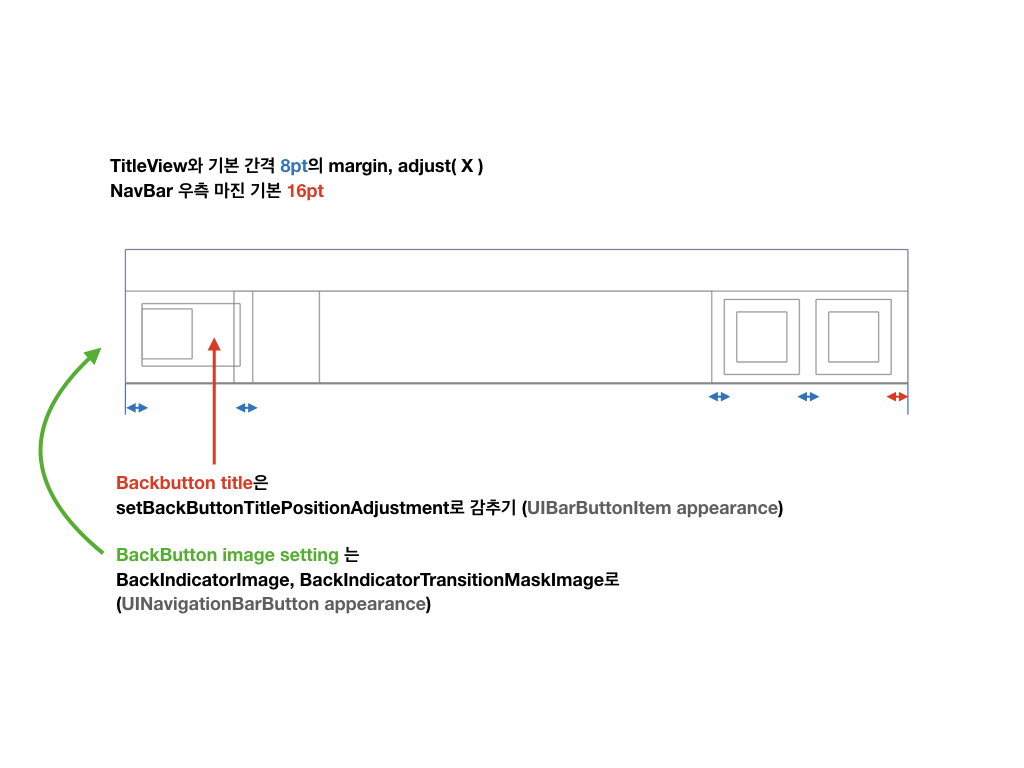 TitleView와 기본 간격 8pt의 margin, adjust( X )
NavBar 우측 마진 기본 16pt
Backbutton title은
setBackButtonTitlePositionAdjustment로 감추기 (UIBarButtonItem appearance)
BackButton image setting 는
BackIndicatorImage, BackIndicatorTransitionMaskImage로
(UINavigationBarButton appearance)